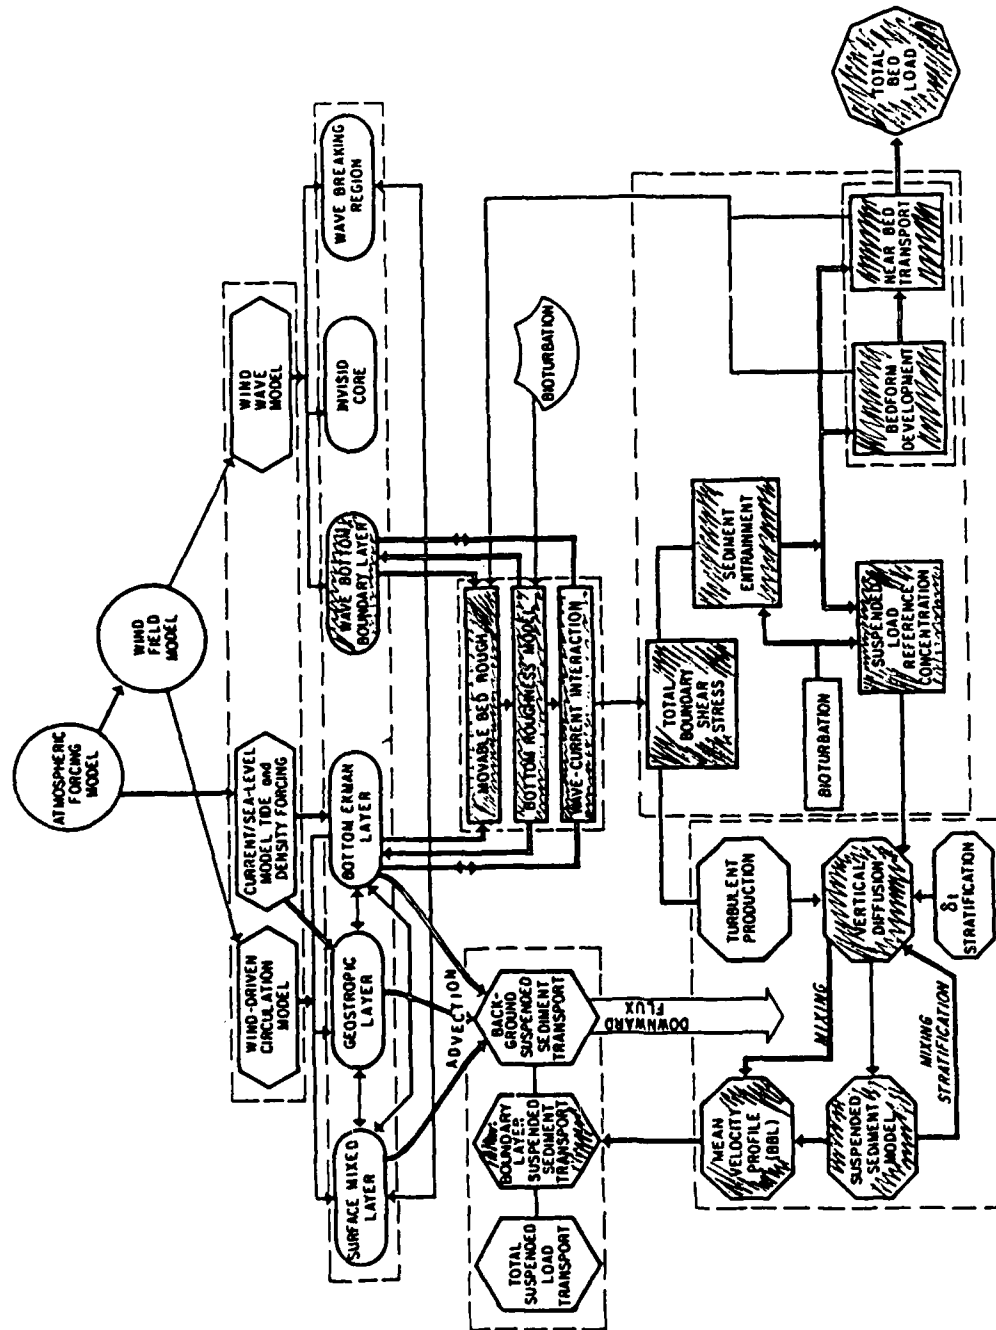 ATMOSPHERIC
FORCING
MODEL
WIND
FIELD
MODEL
WIND-DRIVEN
CIRCULATION
MODEL
CURRENT/SEA-LEVEL
MODEL TIDE and
DENSITY FORCING
WIND
WAVE
MODEL
SURFACE MIXED
LAYER
GEOSTROPIC
LAYER
BOTTOM EKMAN
LAYER
WAVE BOTTOM
BOUNDARY LAYER
INVISID
CORE
WAVE BREAKING
REGION
ADVECTION
MOVABLE BED ROUGH
BOTTOM ROUGHNESS MODEL
WAVE-CURRENT INTERACTION
BIOTURBATION
TOTAL
SUSPENDED
LOAD
TRANSPORT
BOUNDARY
LAYER
SUSPENDED
SEDIMENT
TRANSPORT
BACK-
GROUND
SUSPENDED
SEDIMENT
TRANSPORT
DOWNWARD
FLUX
TOTAL
BOUNDARY
SHEAR
STRESS
SEDIMENT
ENTRAINMENT
MEAN
VELOCITY
PROFILE
(BBL)
MIXING
TURBULENT
PRODUCTION
BIOTURBATION
SUSPENDED
SEDIMENT
MODEL
VERTICAL
DIFFUSION
SUSPENDED
LOAD
REFERENCE
CONCENTRATION
BEDFORM
DEVELOPMENT
NEAR BED
TRANSPORT
TOTAL
BED
LOAD
MIXING
STRATIFICATION
δt
STRATIFICATION